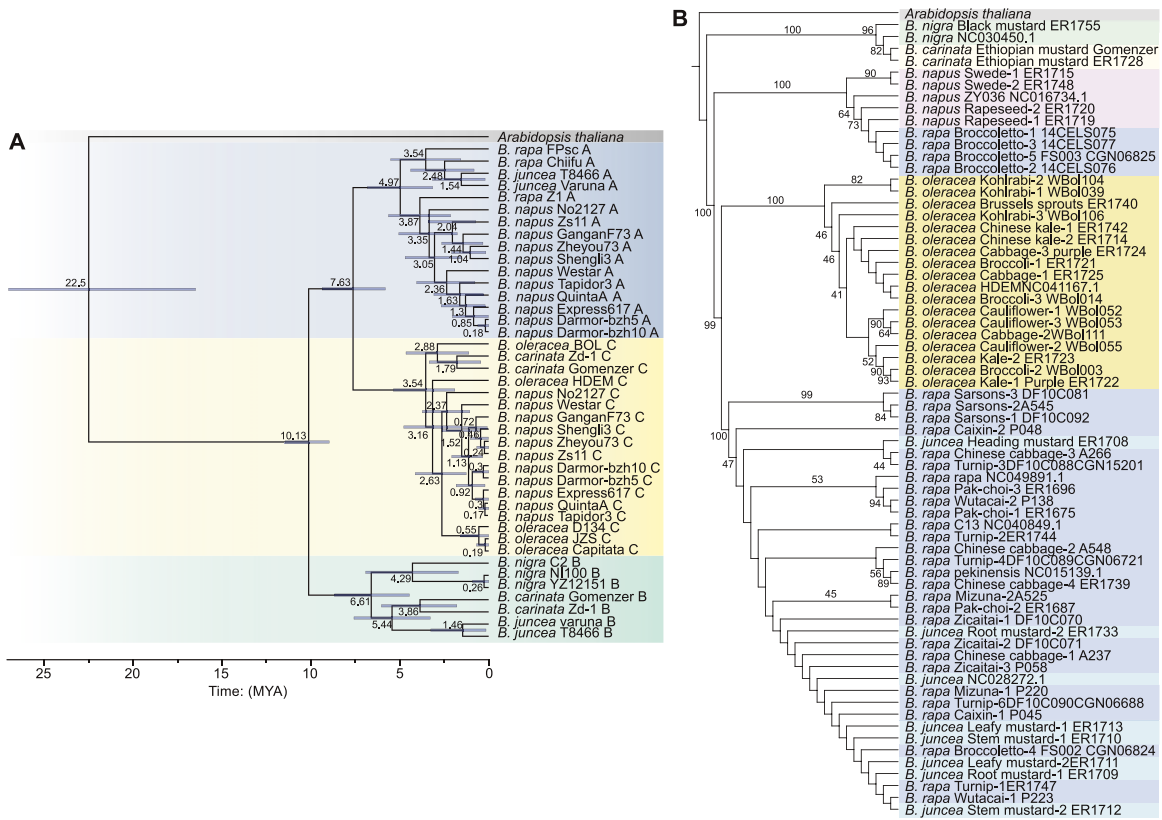 A
Arabidopsis thaliana
B. rapa FPsc A
3.54
B. rapa Chiifu A
2.48
B. juncea T8466 A
1.54
B. juncea Varuna A
4.97
B. rapa Z1 A
3.87
B. napus No2127 A
B. napus Zs11 A
2.04
B. napus GanganF73 A
3.35
1.44
B. napus Zheyou73 A
1.04
B. napus Shengli3 A
3.05
B. napus Westar A
B. napus Tapidor3 A
2.36
B. napus QuintaA A
1.63
B. napus Express617 A
1.3
B. napus Darmor-bzh5 A
0.85
B. napus Darmor-bzh10 A
0.18
22.5
7.63
B. oleracea BOL C
2.88
B. carinata Zd-1 C
1.79
B. carinata Gomenzer C
3.54
B. oleracea HDEM C
B. napus No2127 C
2.37
B. napus Westar C
B. napus GanganF73 C
0.72
B. napus Shengli3 C
3.16
0.46
B. napus Zheyou73 C
1.52
0.24
B. napus Zs11 C
1.13
B. napus Darmor-bzh10 C
0.3
B. napus Darmor-bzh5 C
2.63
B. napus Express617 C
0.92
B. napus QuintaA C
0.3
B. napus Tapidor3 C
0.17
B. oleracea D134 C
0.55
B. oleracea JZS C
B. oleracea Capitata C
0.19
10.13
B. nigra C2 B
B. nigra NI100 B
4.29
B. nigra YZ12151 B
0.26
6.61
B. carinata Gomenzer B
B. carinata Zd-1 B
3.86
B. juncea varuna B
5.44
1.46
B. juncea T8466 B
25 20 15 10 5 0
Time: (MYA)
B
Arabidopsis thaliana
B. nigra Black mustard ER1755
100
96
B. nigra NC030450.1
B. carinata Ethiopian mustard Gomenzer
82
B. carinata Ethiopian mustard ER1728
B. napus Swede-1 ER1715
90
B. napus Swede-2 ER1748
100
B. napus ZY036 NC016734.1
B. napus Rapeseed-2 ER1720
64
B. napus Rapeseed-1 ER1719
73
B. rapa Broccoletto-1 14CELS075
B. rapa Broccoletto-3 14CELS077
B. rapa Broccoletto-5 FS003 CGN06825
B. rapa Broccoletto-2 14CELS076
B. oleracea Kohlrabi-2 WBol104
82
B. oleracea Kohlrabi-1 WBol039
100
B. oleracea Brussels sprouts ER1740
100
B. oleracea Kohlrabi-3 WBol106
B. oleracea Chinese kale-1 ER1742
46
B. oleracea Chinese kale-2 ER1714
B. oleracea Cabbage-3 purple ER1724
46
B. oleracea Broccoli-1 ER1721
B. oleracea Cabbage-1 ER1725
B. oleracea HDEMNC041167.1
41
B. oleracea Broccoli-3 WBol014
B. oleracea Cauliflower-1 WBol052
B. oleracea Cauliflower-3 WBol053
90
B. oleracea Cabbage-2WBol111
64
99
B. oleracea Cauliflower-2 WBol055
B. oleracea Kale-2 ER1723
52
B. oleracea Broccoli-2 WBol003
90
B. oleracea Kale-1 Purple ER1722
93
B. rapa Sarsons-3 DF10C081
99
B. rapa Sarsons-2A545
B. rapa Sarsons-1 DF10C092
84
B. rapa Caixin-2 P048
100
B. juncea Heading mustard ER1708
B. rapa Chinese cabbage-3 A266
47
B. rapa Turnip-3DF10C088CGN15201
44
B. rapa rapa NC049891.1
53
B. rapa Pak-choi-3 ER1696
B. rapa Wutacai-2 P138
94
B. rapa Pak-choi-1 ER1675
B. rapa C13 NC040849.1
B. rapa Turnip-2ER1744
B. rapa Chinese cabbage-2 A548
B. rapa Turnip-4DF10C089CGN06721
B. rapa pekinensis NC015139.1
56
B. rapa Chinese cabbage-4 ER1739
89
B. rapa Mizuna-2A525
45
B. rapa Pak-choi-2 ER1687
B. rapa Zicaitai-1 DF10C070
B. juncea Root mustard-2 ER1733
B. rapa Zicaitai-2 DF10C071
B. rapa Chinese cabbage-1 A237
B. rapa Zicaitai-3 P058
B. juncea NC028272.1
B. rapa Mizuna-1 P220
B. rapa Turnip-6DF10C090CGN06688
B. rapa Caixin-1 P045
B. juncea Leafy mustard-1 ER1713
B. juncea Stem mustard-1 ER1710
B. rapa Broccoletto-4 FS002 CGN06824
B. juncea Leafy mustard-2ER1711
B. juncea Root mustard-1 ER1709
B. rapa Turnip-1ER1747
B. rapa Wutacai-1 P223
B. juncea Stem mustard-2 ER1712